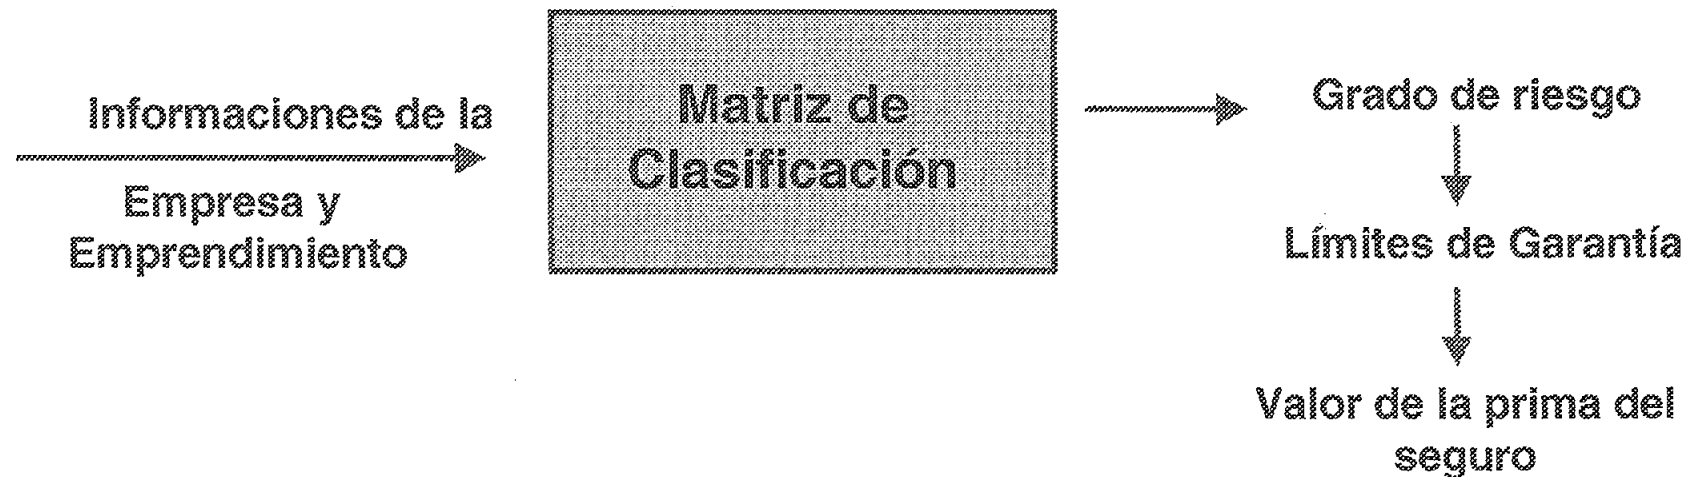 Informaciones de la
Empresa y
Emprendimiento
Matriz de
Clasificación
Grado de riesgo
Límites de Garantía
Valor de la prima del
seguro